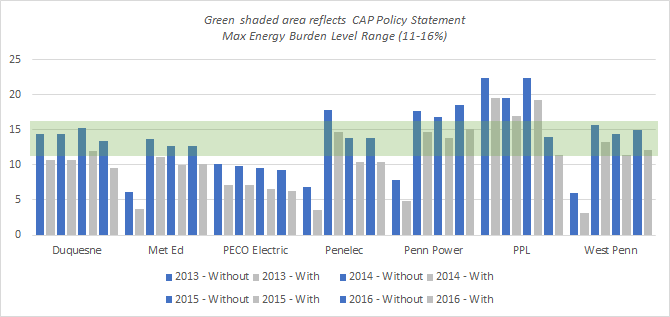 Green shaded area reflects CAP Policy Statement
Max Energy Burden Level Range (11-16%)
25
20
15
10
5
0
Duquesne Met Ed PECO Electric Penelec Penn Power PPL West Penn
2013 - Without 2013 - With 2014 - Without 2014 - With
2015 - Without 2015 - With 2016 - Without 2016 - With